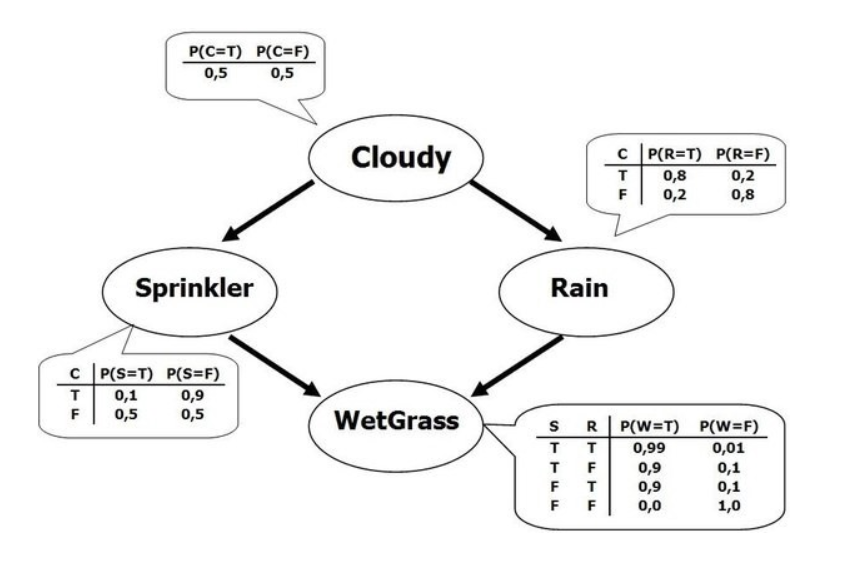 P(C=T) P(C=F)
0,5 0,5
Cloudy
C P(R=T) P(R=F)
T 0,8 0,2
F 0,2 0,8
Sprinkler
Rain
C P(S=T) P(S=F)
T 0,1 0,9
F 0,5 0,5
WetGrass
S R P(W=T) P(W=F)
T T 0,99 0,01
T F 0,9 0,1
F T 0,9 0,1
F F 0,0 1,0